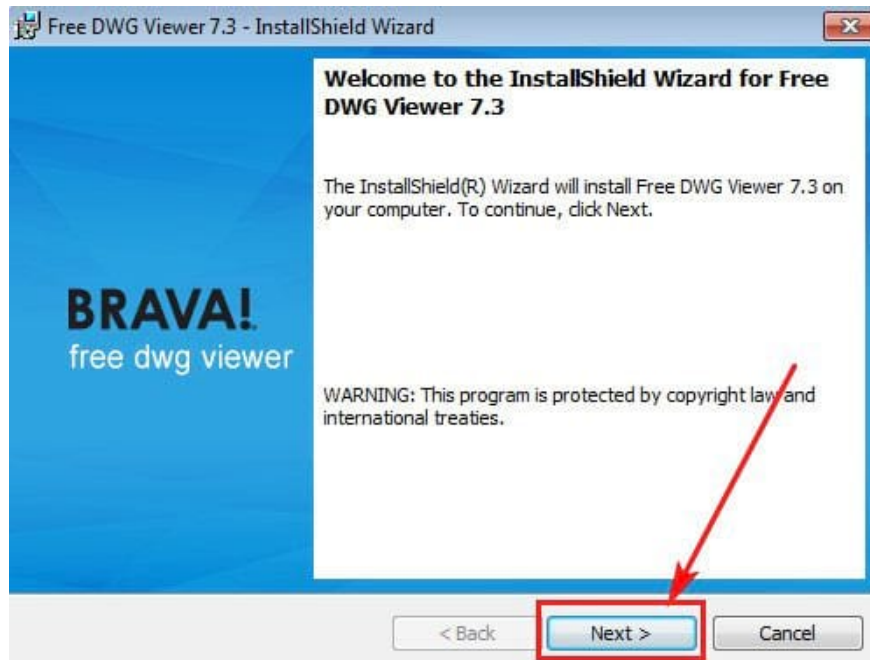 Free DWG Viewer 7.3 - InstallShield Wizard
Welcome to the InstallShield Wizard for Free
DWG Viewer 7.3
The InstallShield(R) Wizard will install Free DWG Viewer 7.3 on
your computer. To continue, click Next.
BRAVA!
free dwg viewer
WARNING: This program is protected by copyright law and
international treaties.
< Back
Next >
Cancel